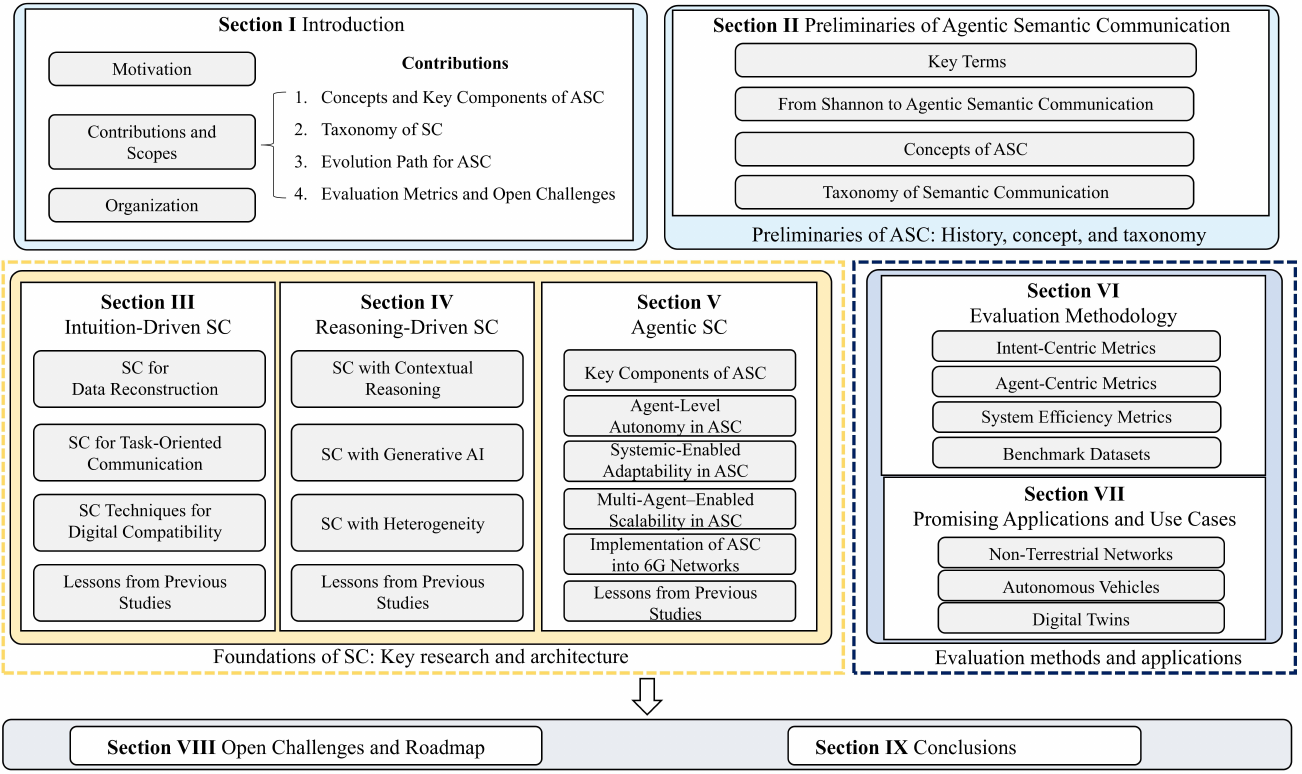 Section I Introduction
Motivation
Contributions and
Scopes
Organization
Contributions
1. Concepts and Key Components of ASC
2. Taxonomy of SC
3. Evolution Path for ASC
4. Evaluation Metrics and Open Challenges
Section II Preliminaries of Agentic Semantic Communication
Key Terms
From Shannon to Agentic Semantic Communication
Concepts of ASC
Taxonomy of Semantic Communication
Preliminaries of ASC: History, concept, and taxonomy
Section III
Intuition-Driven SC
SC for
Data Reconstruction
SC for Task-Oriented
Communication
SC Techniques for
Digital Compatibility
Lessons from Previous
Studies
Section IV
Reasoning-Driven SC
SC with Contextual
Reasoning
SC with Generative AI
SC with Heterogeneity
Lessons from Previous
Studies
Section V
Agentic SC
Key Components of ASC
Agent-Level
Autonomy in ASC
Systemic-Enabled
Adaptability in ASC
Multi-Agent–Enabled
Scalability in ASC
Implementation of ASC
into 6G Networks
Lessons from Previous
Studies
Foundations of SC: Key research and architecture
Section VI
Evaluation Methodology
Intent-Centric Metrics
Agent-Centric Metrics
System Efficiency Metrics
Benchmark Datasets
Section VII
Promising Applications and Use Cases
Non-Terrestrial Networks
Autonomous Vehicles
Digital Twins
Evaluation methods and applications
Section VIII Open Challenges and Roadmap
Section IX Conclusions